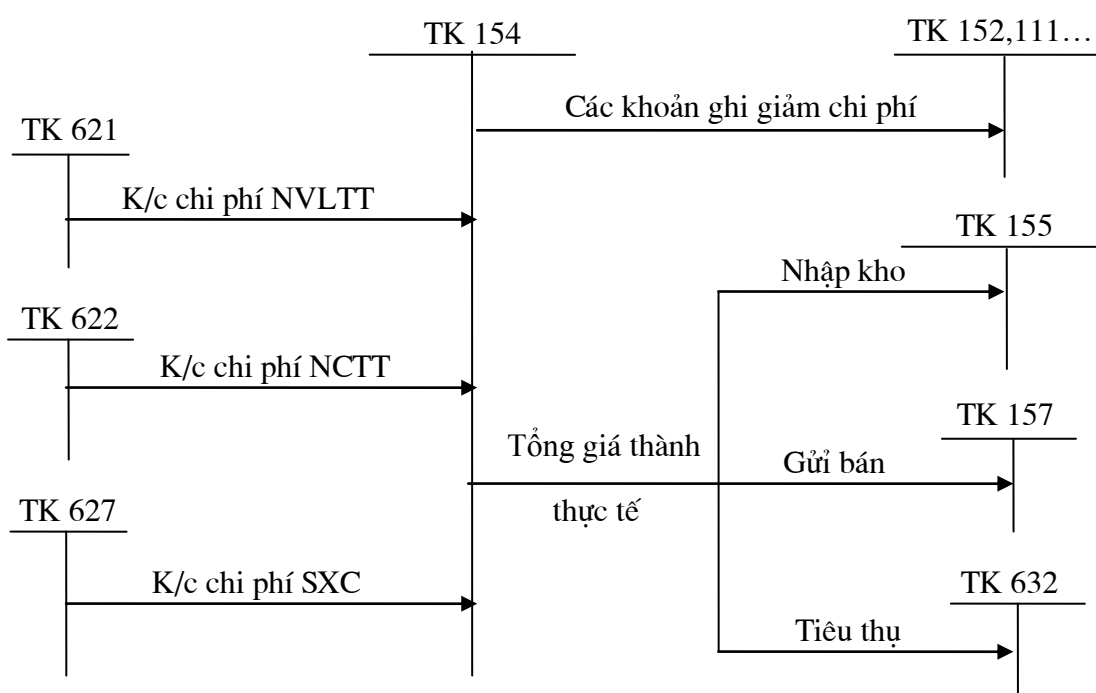 TK 154
TK 152,111…
Các khoản ghi giảm chi phí
TK 621
K/c chi phí NVLTT
TK 155
Nhập kho
TK 622
K/c chi phí NCTT
TK 157
Tổng giá thành
Gửi bán
thực tế
TK 627
K/c chi phí SXC
TK 632
Tiêu thụ